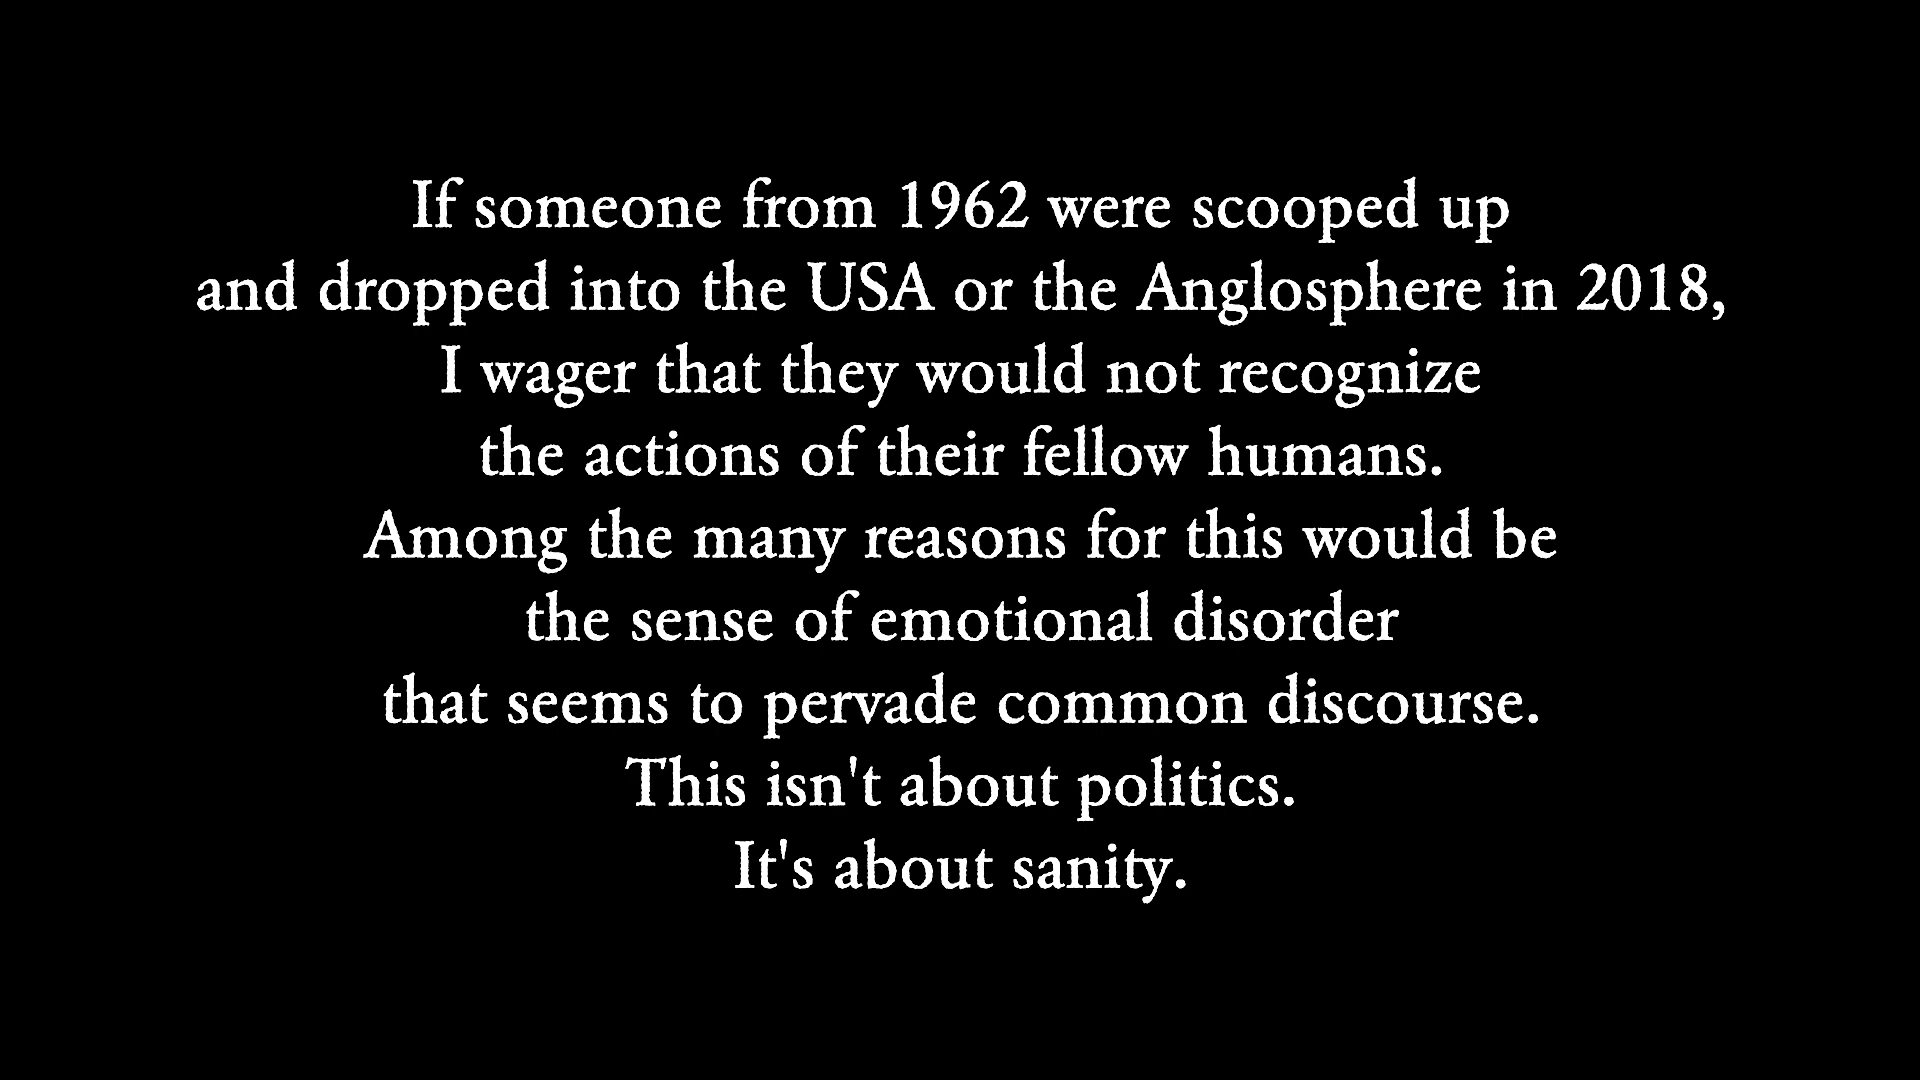 If someone from 1962 were scooped up
and dropped into the USA or the Anglosphere in 2018,
I wager that they would not recognize
the actions of their fellow humans.
Among the many reasons for this would be
the sense of emotional disorder
that seems to pervade common discourse.
This isn't about politics.
It's about sanity.